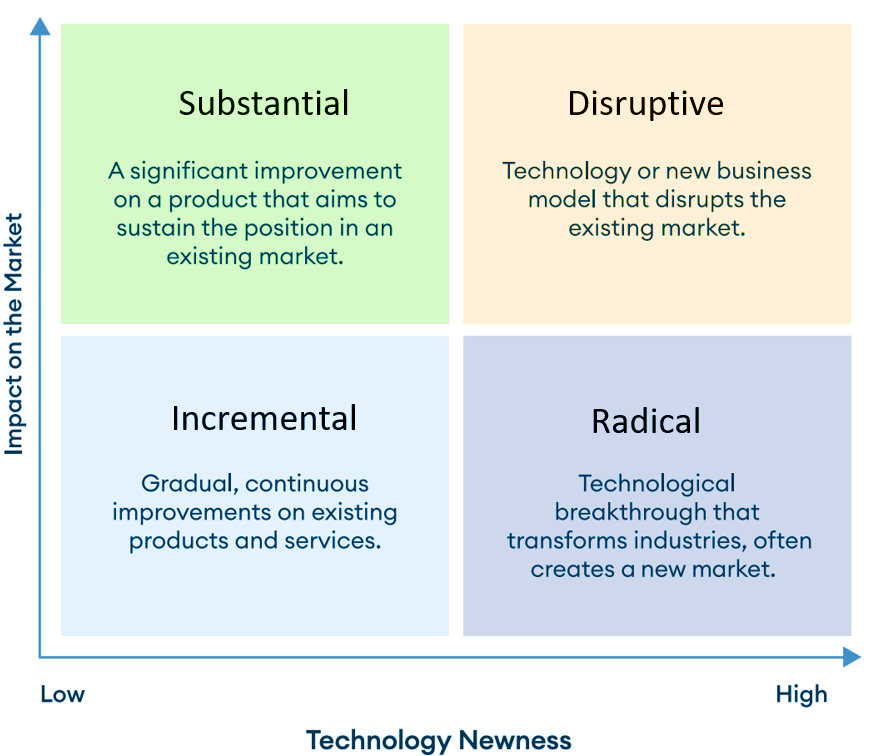 Substantial
A significant improvement
on a product that aims to
sustain the position in an
existing market.
Disruptive
Technology or new business
model that disrupts the
existing market.
Impact on the Market
Incremental
Gradual, continuous
improvements on existing
products and services.
Radical
Technological
breakthrough that
transforms industries, often
creates a new market.
Low
High
Technology Newness